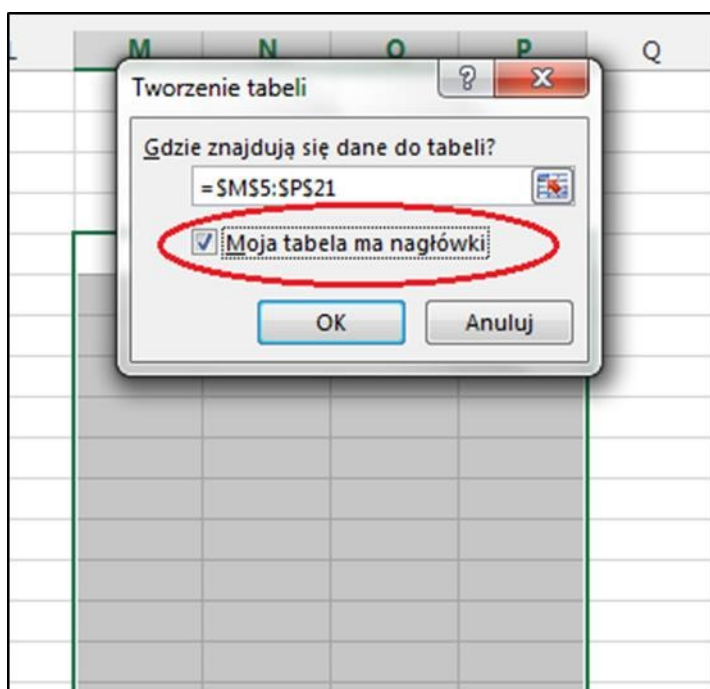 M N O P Q
Tworzenie tabeli
Gdzie znajdują się dane do tabeli?
=$M$5:$P$21
Moja tabela ma nagłówki
OK Anuluj